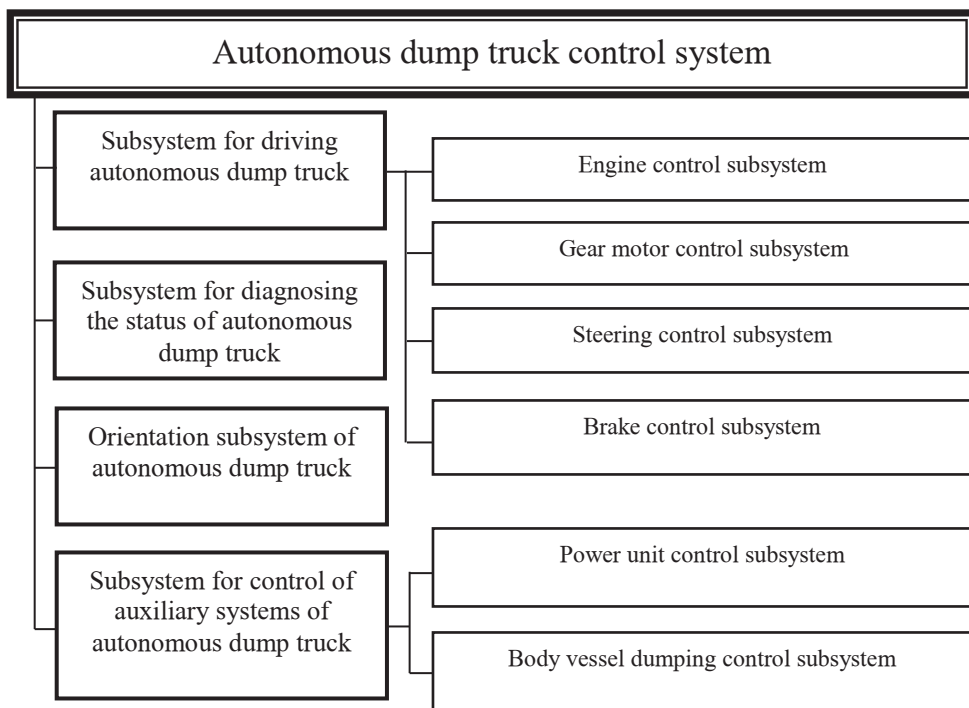 Autonomous dump truck control system
Subsystem for driving
autonomous dump truck
Engine control subsystem
Gear motor control subsystem
Subsystem for diagnosing
the status of autonomous
dump truck
Steering control subsystem
Brake control subsystem
Orientation subsystem of
autonomous dump truck
Subsystem for control of
auxiliary systems of
autonomous dump truck
Power unit control subsystem
Body vessel dumping control subsystem